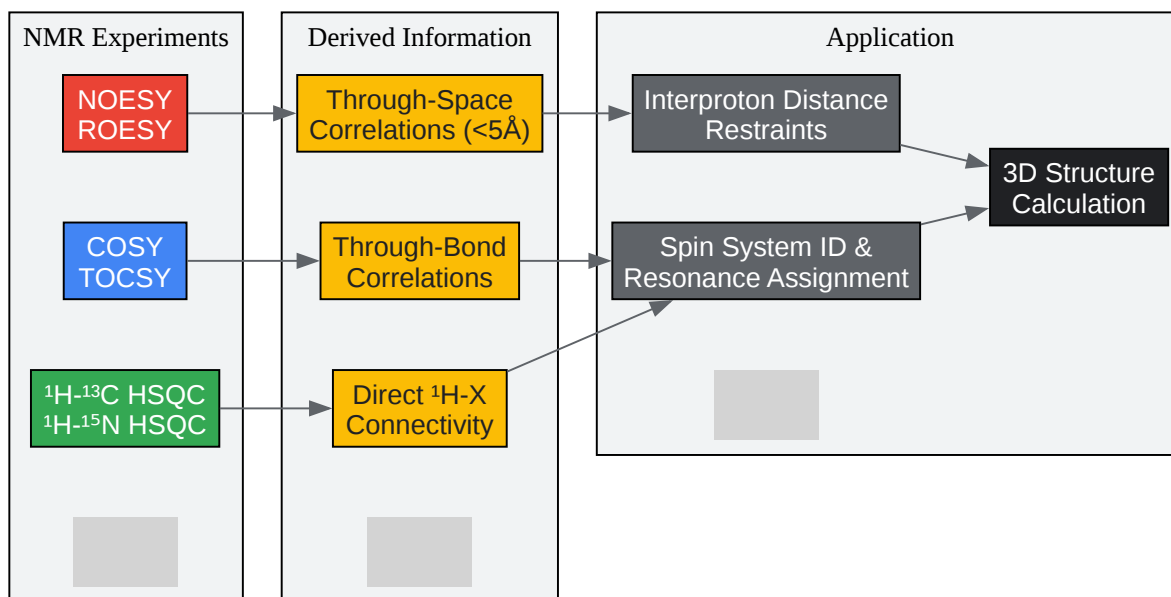 NMR Experiments
NOESY
ROESY
COSY
TOCSY
¹H-¹³C HSQC
¹H-¹⁵N HSQC
Derived Information
Through-Space
Correlations (<5Å)
Through-Bond
Correlations
Direct ¹H-X
Connectivity
Application
Interproton Distance
Restraints
Spin System ID &
Resonance Assignment
3D Structure
Calculation